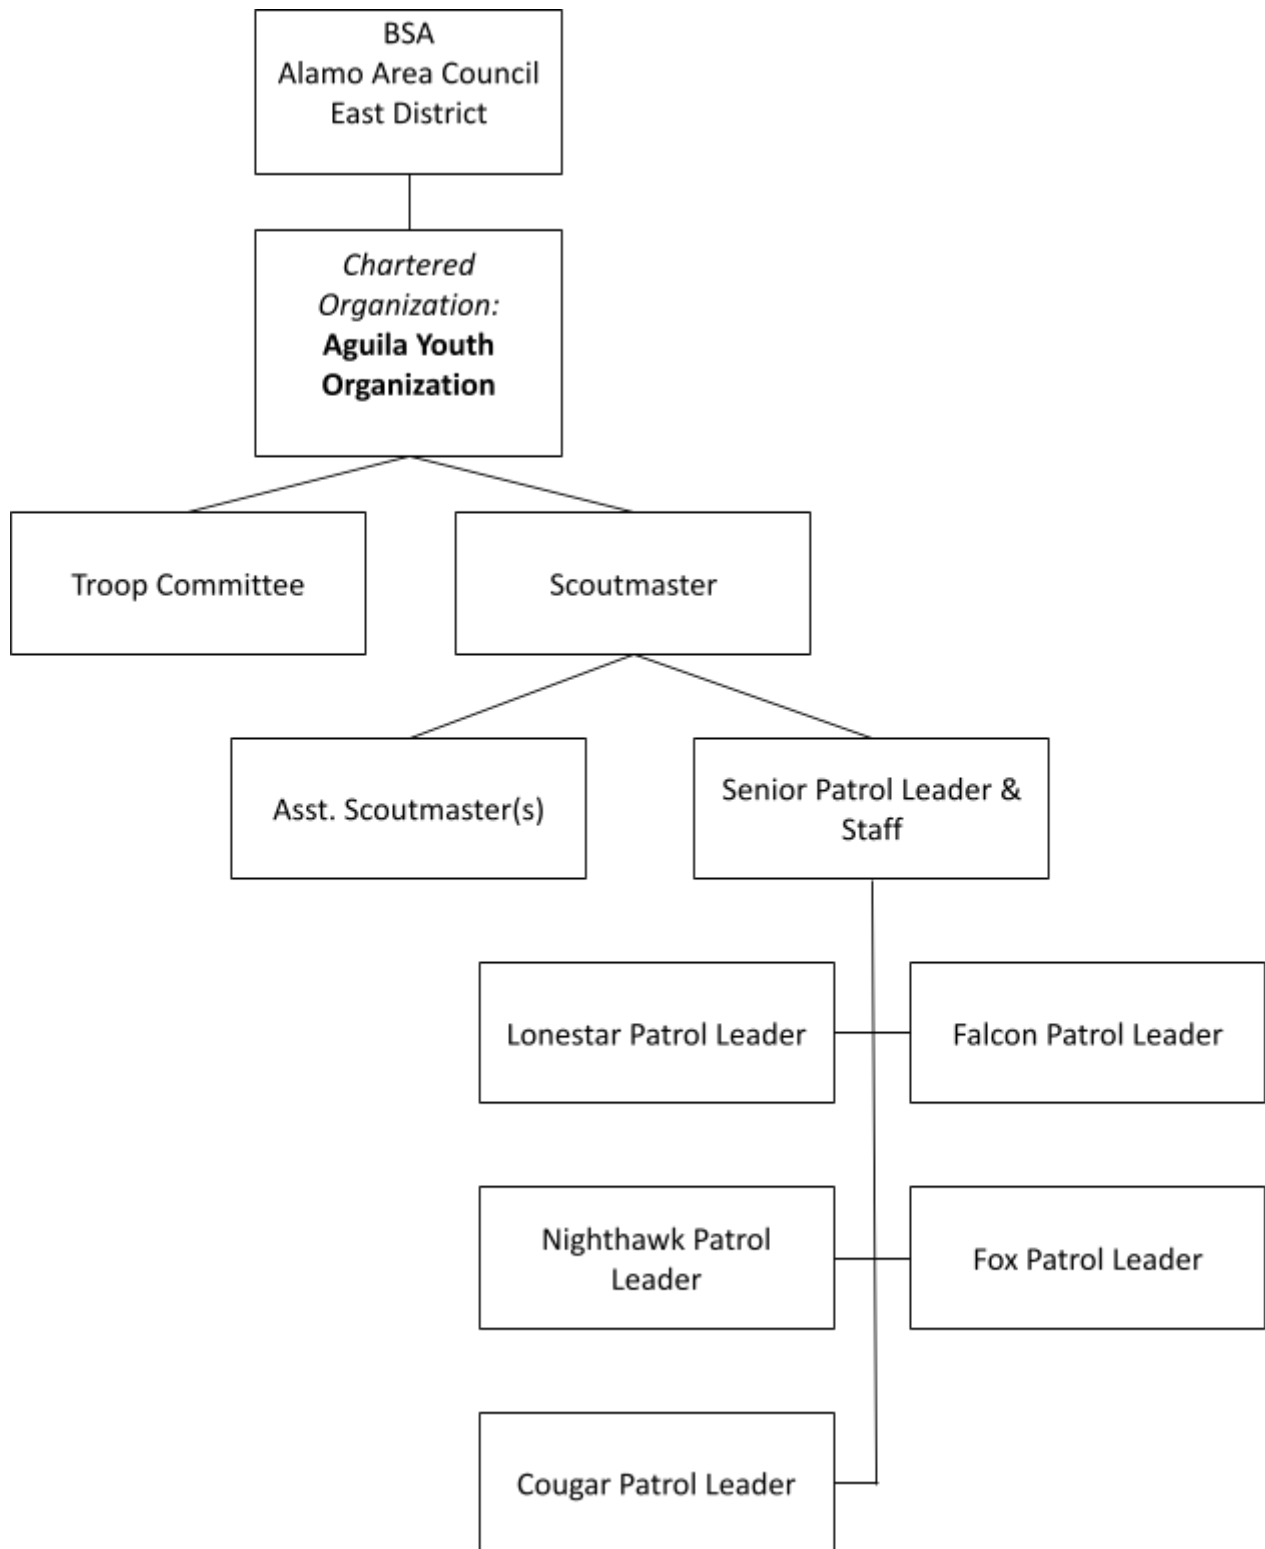 BSA
Alamo Area Council
East District
Chartered
Organization:
Aguila Youth
Organization
Troop Committee
Scoutmaster
Asst. Scoutmaster(s)
Senior Patrol Leader &
Staff
Lonestar Patrol Leader
Falcon Patrol Leader
Nighthawk Patrol
Leader
Fox Patrol Leader
Cougar Patrol Leader